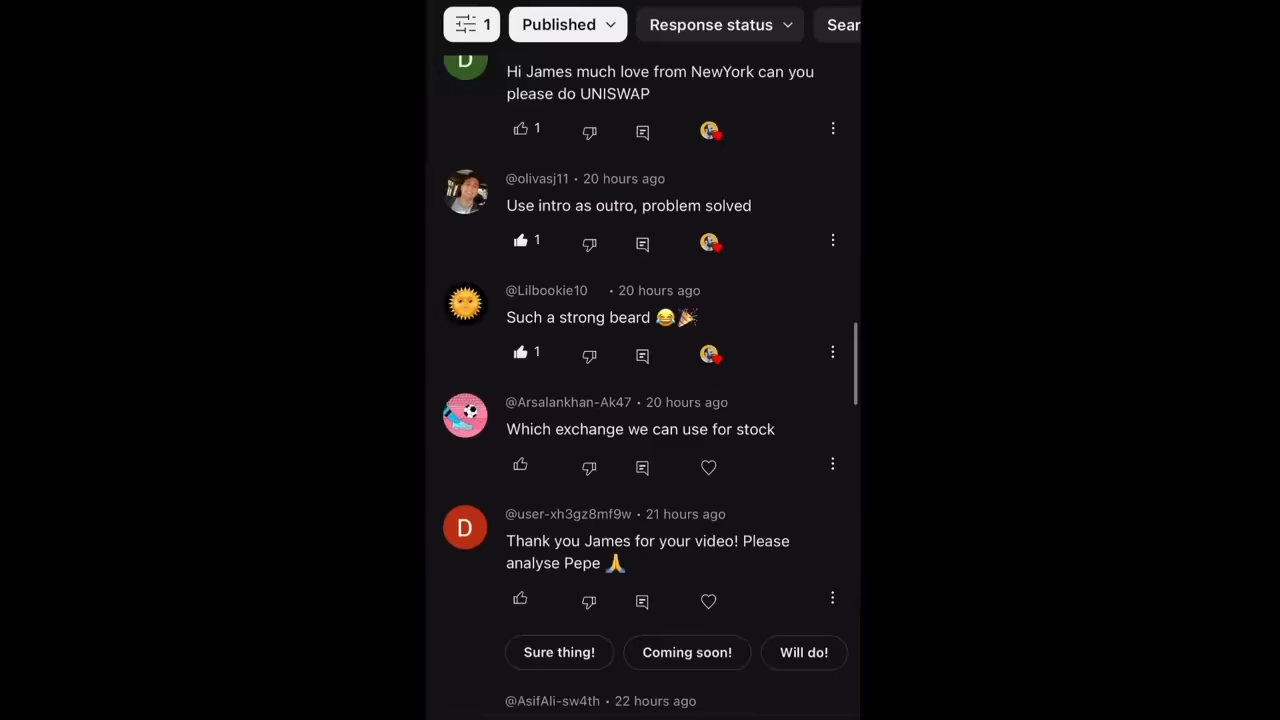 1 Published Response status Sear
D
Hi James much love from NewYork can you
please do UNISWAP
1
@olivasj11 • 20 hours ago
Use intro as outro, problem solved
1
@Lilbookie10 • 20 hours ago
Such a strong beard 😂🎉
1
@Arsalankhan-Ak47 • 20 hours ago
Which exchange we can use for stock
D
@user-xh3gz8mf9w • 21 hours ago
Thank you James for your video! Please
analyse Pepe 🙏
Sure thing! Coming soon! Will do!
@AsifAli-sw4th • 22 hours ago